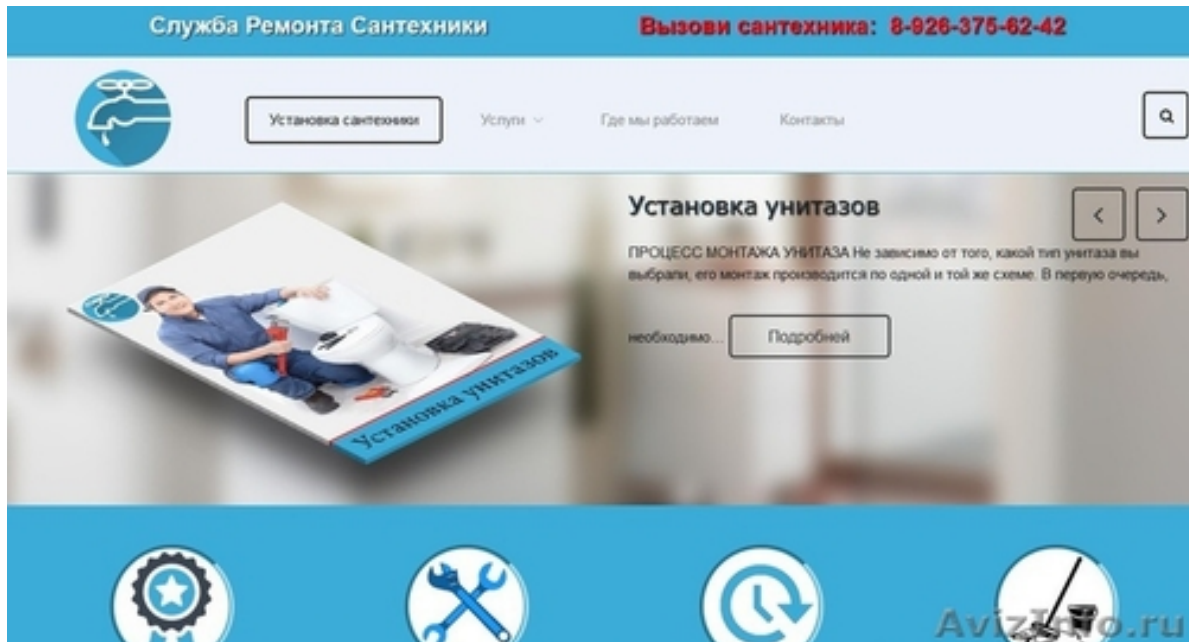 Служба Ремонта Сантехники
Вызови сантехника: 8-926-375-62-42
Установка сантехники
Услуги
Где мы работаем
Контакты
Установка унитазов
ПРОЦЕСС МОНТАЖА УНИТАЗА Не зависимо от того, какой тип унитаза вы
выбрали, его монтаж производится по одной и той же схеме. В первую очередь,
необходимо...
Подробней
Установка унитазов
AvizInfo.ru